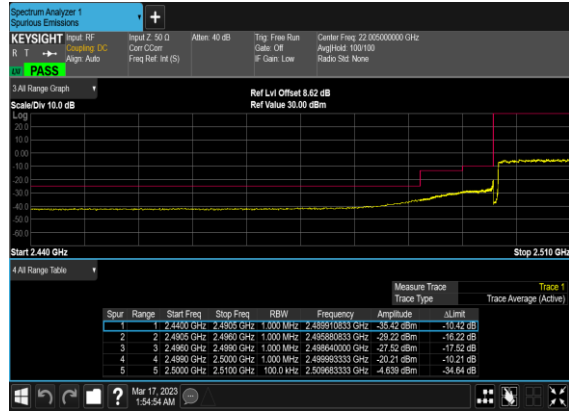 Spectrum Analyzer 1
Spurious Emissions
KEYSIGHT Input: RF Input Z: 50 Ω Atten: 40 dB Trig: Free Run Center Freq: 22.005000000 GHz
R T Coupling: DC Corr CCorr Gate: Off Avg|Hold: 100/100
Align: Auto Freq Ref: Int (S) IF Gain: Low Radio Std: None
PASS
3 All Range Graph
Ref Lvl Offset 8.62 dB
Scale/Div 10.0 dB Ref Value 30.00 dBm
Log
20.0
10.0
0.00
-10.0
-20.0
-30.0
-40.0
-50.0
-60.0
Start 2.440 GHz Stop 2.510 GHz
4 All Range Table
Measure Trace Trace 1
Trace Type Trace Average (Active)
Spur Range Start Freq Stop Freq RBW Frequency Amplitude ΔLimit
1 1 2.4400 GHz 2.4905 GHz 1.000 MHz 2.489910833 GHz -35.42 dBm -10.42 dB
2 2 2.4905 GHz 2.4960 GHz 1.000 MHz 2.495880833 GHz -29.22 dBm -16.22 dB
3 3 2.4960 GHz 2.4990 GHz 1.000 MHz 2.498640000 GHz -27.52 dBm -17.52 dB
4 4 2.4990 GHz 2.5000 GHz 1.000 MHz 2.499993333 GHz -20.21 dBm -10.21 dB
5 5 2.5000 GHz 2.5100 GHz 100.0 kHz 2.509683333 GHz -4.639 dBm -34.64 dB
?
Mar 17, 2023
1:54:54 AM